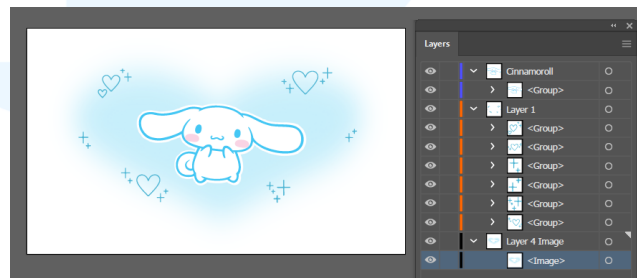 Layers
Cinnamoroll
<Group>
Layer 1
<Group>
<Group>
<Group>
<Group>
<Group>
<Group>
Layer 4 Image
<Image>